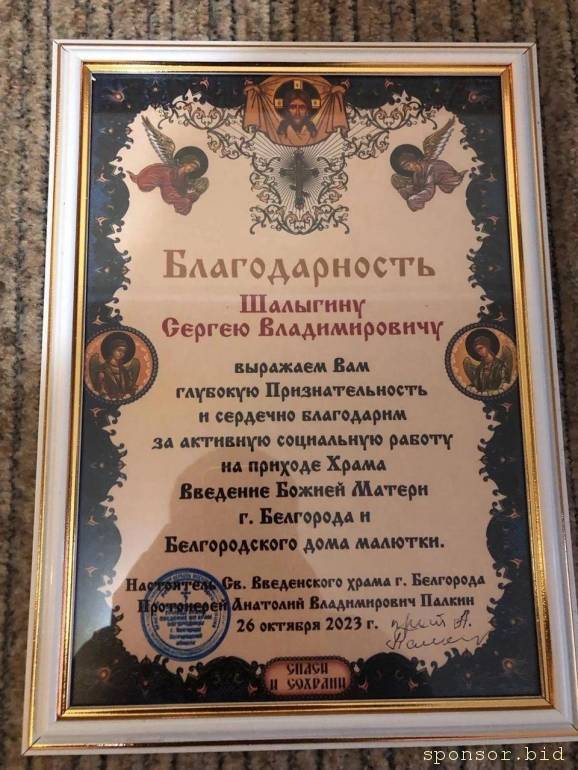 Благодарность
Шалыгину
Сергею Владимировичу
выражаем Вам
глубокую Признательность
и сердечно благодарим
за активную социальную работу
на приходе Храма
Введение Божией Матери
г. Белгорода и
Белгородского дома малютки.
Настоятель Св. Введенского храма г. Белгорода
Протоиерей Анатолий Владимирович Палкин
26 октября 2023 г.
СПАСИ
И СОХРАНИ
sponsor.bid